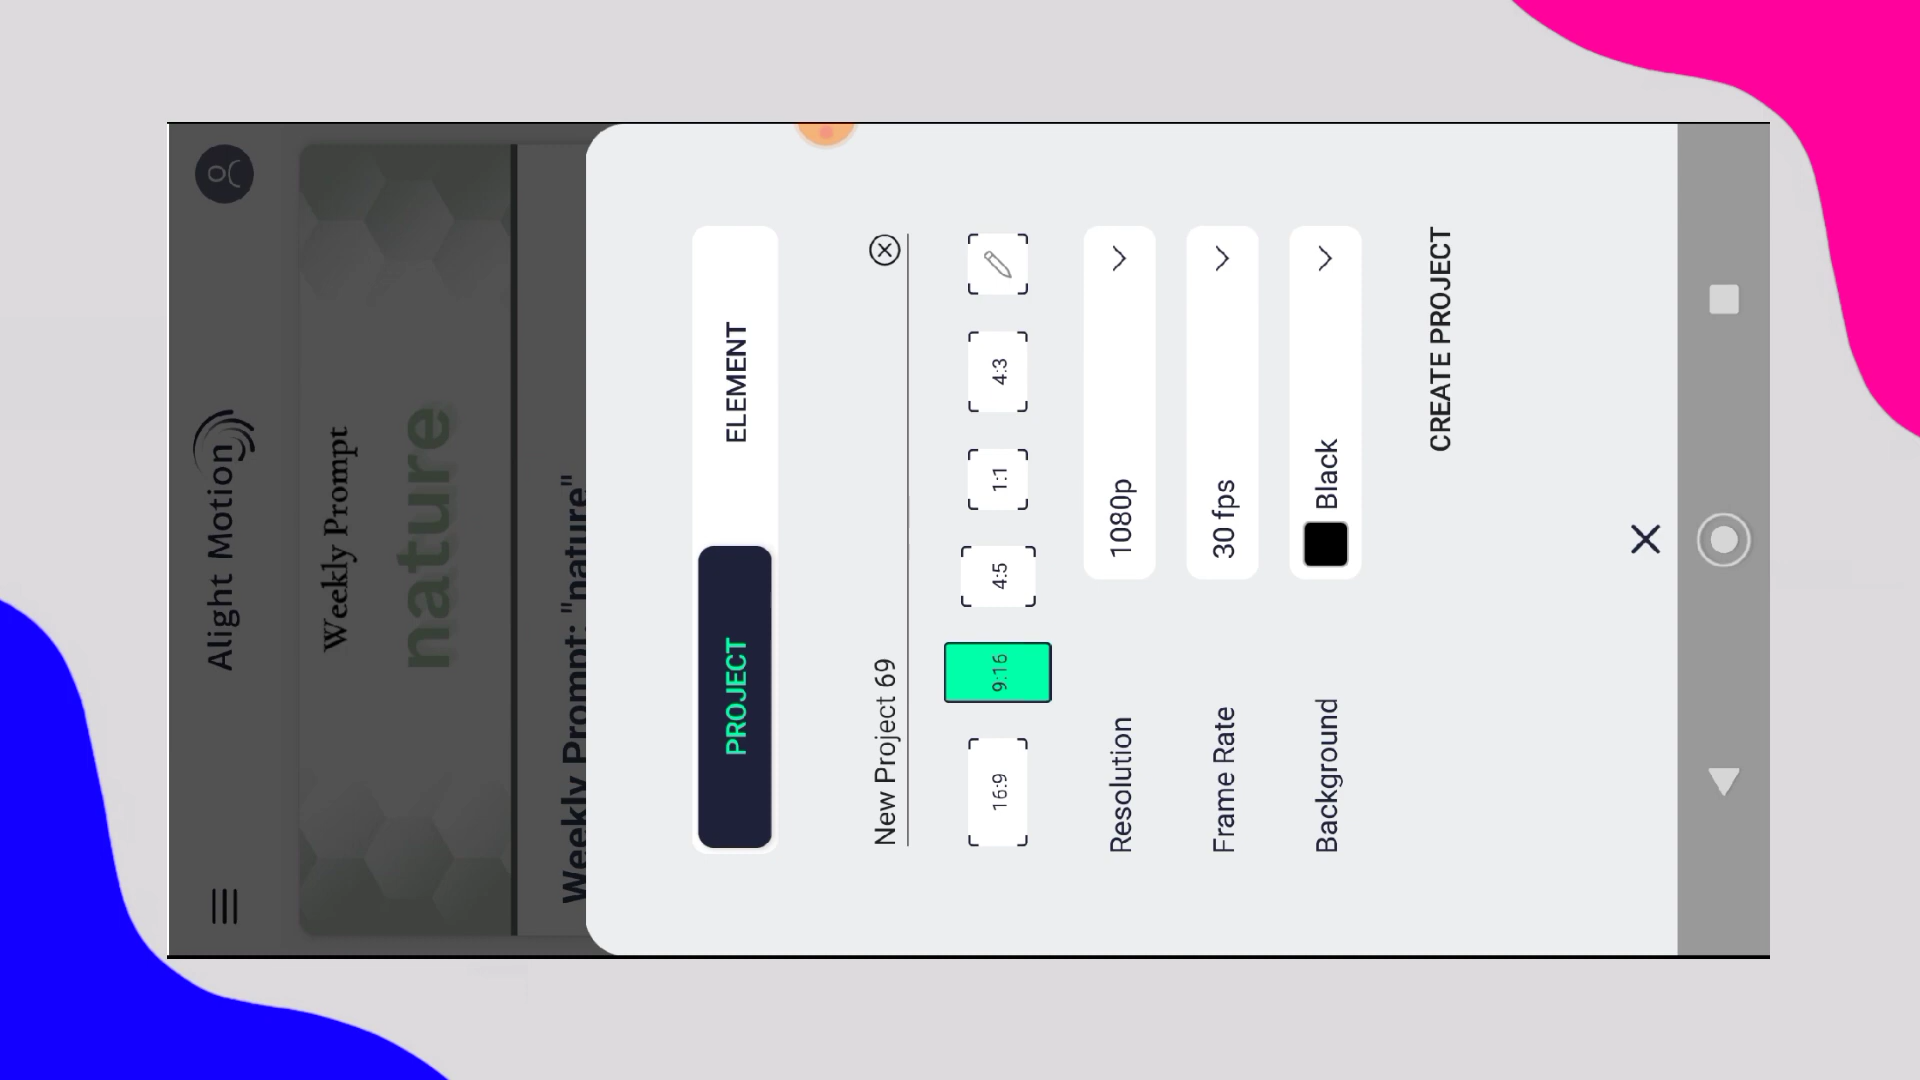 Alight Motion
Weekly Prompt
nature
Weekly Prompt: "nature"
PROJECT ELEMENT
New Project 69
16:9 9:16 4:5 1:1 4:3
Resolution 1080p
Frame Rate 30 fps
Background Black
CREATE PROJECT